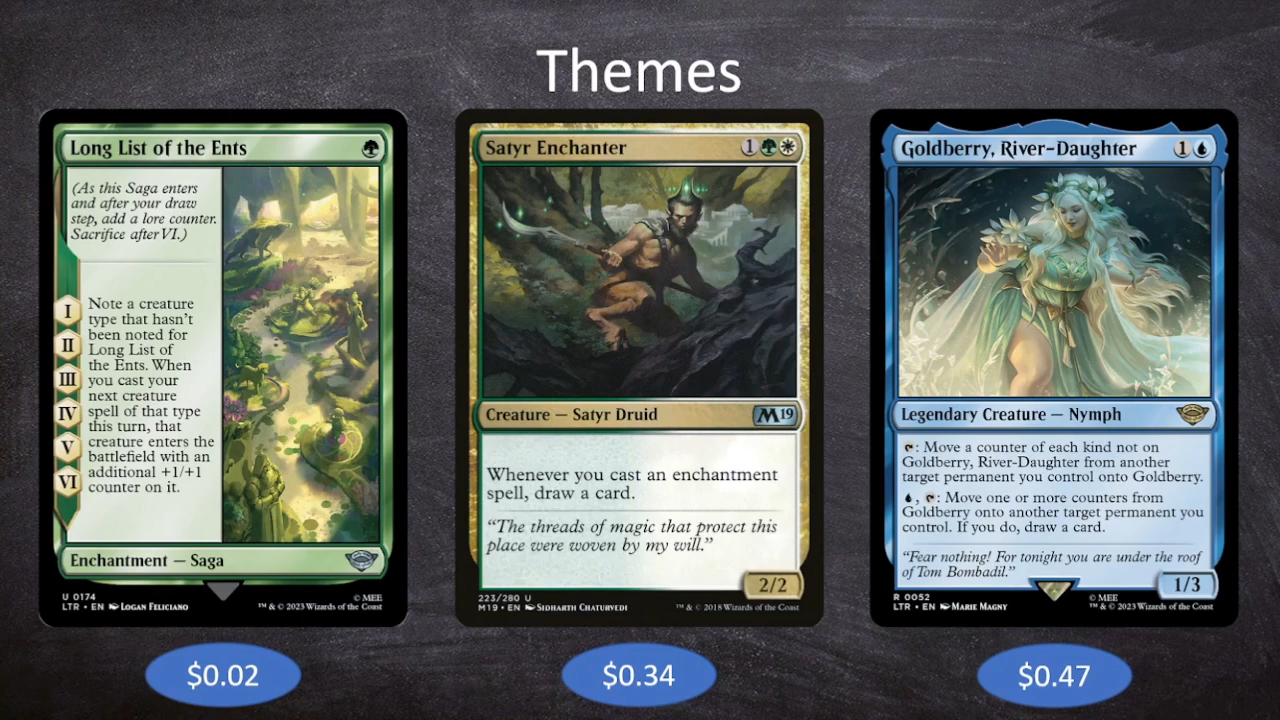 Themes
Long List of the Ents
(As this Saga enters
and after your draw
step, add a lore counter.
Sacrifice after VI.)
I
II
III
IV
V
VI
Note a creature
type that hasn't
been noted for
Long List of
the Ents. When
you cast your
next creature
spell of that type
this turn, that
creature enters the
battlefield with an
additional +1/+1
counter on it.
Enchantment — Saga
U 0174
LTR • EN LOGAN FELICIANO
© MEE
™ & © 2023 Wizards of the Coast
$0.02
Satyr Enchanter
1
Creature — Satyr Druid
M19
Whenever you cast an enchantment
spell, draw a card.
"The threads of magic that protect this
place were woven by my will."
2/2
223/280 U
M19 • EN SIDHARTH CHATURVEDI
™ & © 2018 Wizards of the Coast
$0.34
Goldberry, River-Daughter
1
Legendary Creature — Nymph
: Move a counter of each kind not on
Goldberry, River-Daughter from another
target permanent you control onto Goldberry.
, : Move one or more counters from
Goldberry onto another target permanent you
control. If you do, draw a card.
"Fear nothing! For tonight you are under the roof
of Tom Bombadil."
1/3
R 0052
LTR • EN MARIE MAGNY
© MEE
™ & © 2023 Wizards of the Coast
$0.47